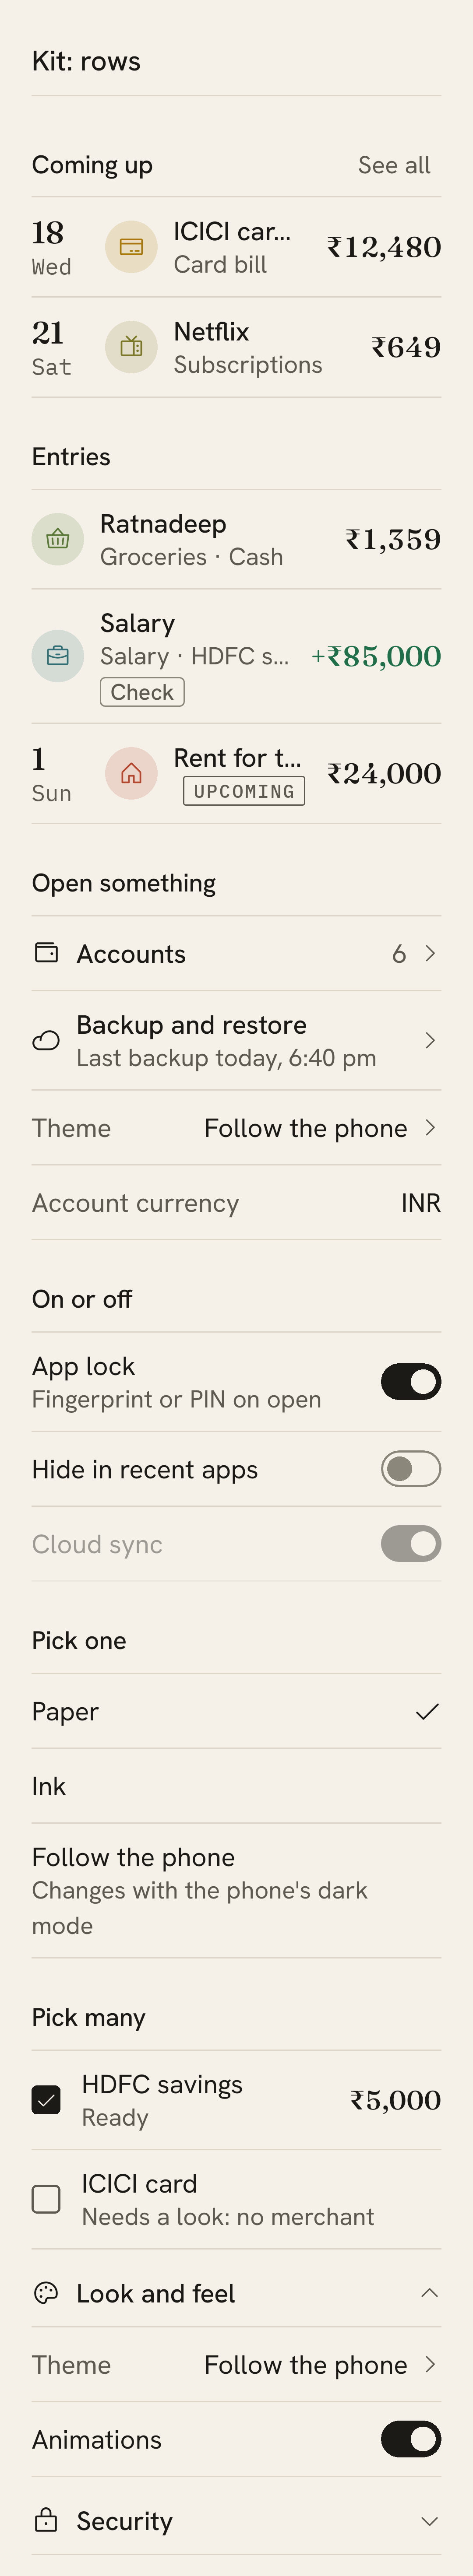 Kit: rows
Coming up
See all
18
Wed
ICICI car...
Card bill
₹12,480
21
Sat
Netflix
Subscriptions
₹649
Entries
Ratnadeep
Groceries · Cash
₹1,359
Salary
Salary · HDFC s...
Check
+₹85,000
1
Sun
Rent for t...
UPCOMING
₹24,000
Open something
Accounts
6
Backup and restore
Last backup today, 6:40 pm
Theme
Follow the phone
Account currency
INR
On or off
App lock
Fingerprint or PIN on open
Hide in recent apps
Cloud sync
Pick one
Paper
Ink
Follow the phone
Changes with the phone's dark
mode
Pick many
HDFC savings
Ready
₹5,000
ICICI card
Needs a look: no merchant
Look and feel
Theme
Follow the phone
Animations
Security